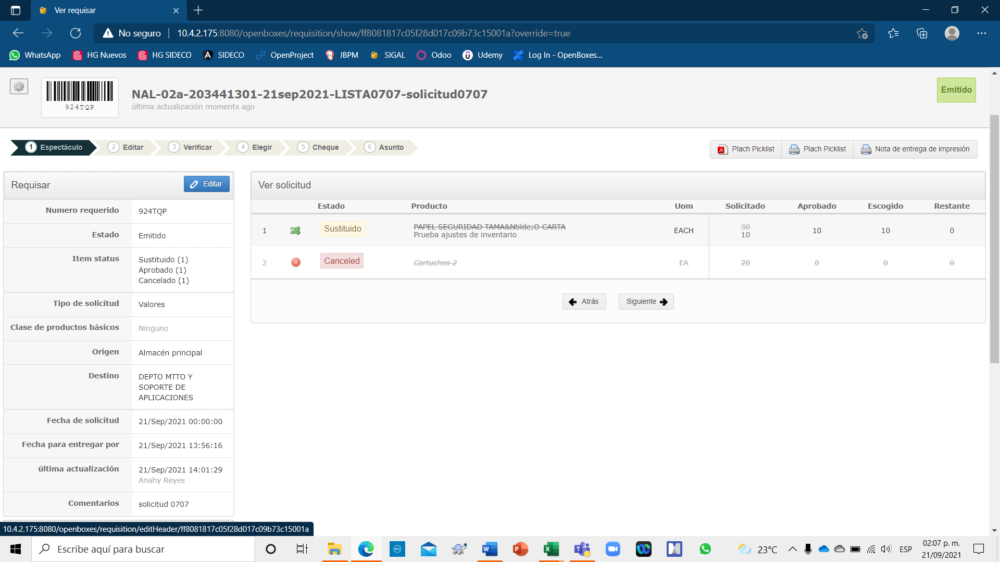 Ver requisar
No seguro | 10.4.2.175:8080/openboxes/requisition/show/ff8081817c05f28d017c09b73c15001a?override=true
WhatsApp HG Nuevos HG SIDECO SIDECO OpenProject JBPM SIGAL Odoo Udemy Log In - OpenBoxes...
924TQP
NAL-02a-203441301-21sep2021-LISTA0707-solicitud0707
última actualización moments ago
Emitido
1 Espectáculo 2 Editar 3 Verificar 4 Elegir 5 Cheque 6 Asunto
Plach Picklist Plach Picklist Nota de entrega de impresión
Requisar Editar
Numero requerido 924TQP
Estado Emitido
Item status Sustituido (1)
Aprobado (1)
Cancelado (1)
Tipo de solicitud Valores
Clase de productos básicos Ninguno
Origen Almacén principal
Destino DEPTO MTTO Y
SOPORTE DE
APLICACIONES
Fecha de solicitud 21/Sep/2021 00:00:00
Fecha para entregar por 21/Sep/2021 13:56:16
última actualización 21/Sep/2021 14:01:29
Anahy Reyes
Comentarios solicitud 0707
Ver solicitud
Estado Producto Uom Solicitado Aprobado Escogido Restante
1 Sustituido PAPEL SEGURIDAD TAMA&Ntilde;O CARTA EACH 30 10 10 0
Prueba ajustes de inventario 10
2 Canceled Cartuchos 2 EA 20 0 0 0
Atrás Siguiente
10.4.2.175:8080/openboxes/requisition/editHeader/ff8081817c05f28d017c09b73c15001a
Escribe aquí para buscar
23°C ESP 02:07 p. m.
21/09/2021